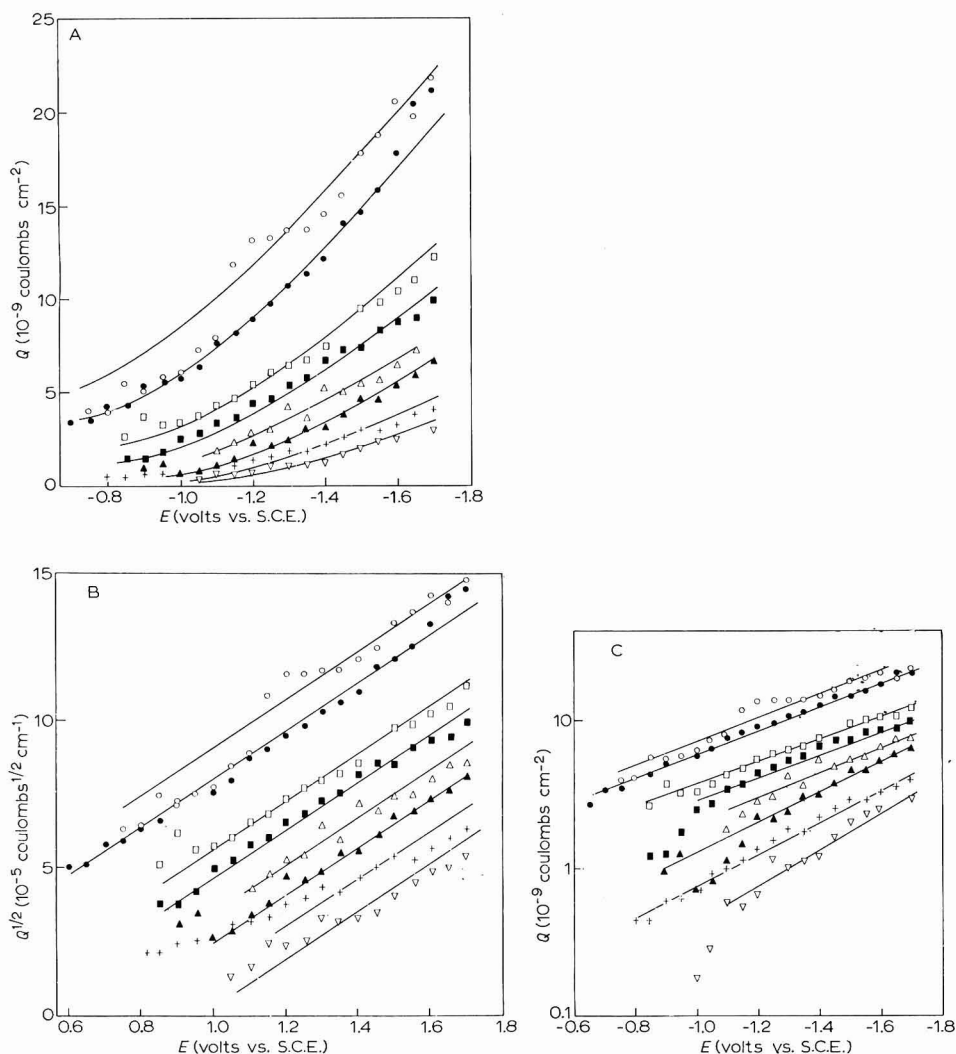 A
25
20
15
10
5
0
Q (10⁻⁹ coulombs cm⁻²)
-0.8 -1.0 -1.2 -1.4 -1.6 -1.8
E (volts vs. S.C.E.)
B
15
10
5
0
Q^1/2 (10⁻⁵ coulombs^1/2 cm⁻¹)
0.6 0.8 1.0 1.2 1.4 1.6 1.8
E (volts vs. S.C.E.)
C
10
1
0.1
Q (10⁻⁹ coulombs cm⁻²)
-0.6 -0.8 -1.0 -1.2 -1.4 -1.6 -1.8
E (volts vs. S.C.E.)